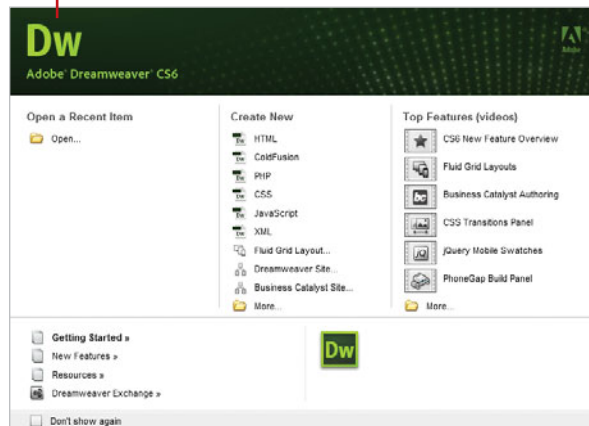 Dw
Adobe
Adobe® Dreamweaver® CS6
Open a Recent Item
Open...
Create New
HTML
ColdFusion
PHP
CSS
JavaScript
XML
Fluid Grid Layout...
Dreamweaver Site...
Business Catalyst Site...
More...
Top Features (videos)
CS6 New Feature Overview
Fluid Grid Layouts
Business Catalyst Authoring
CSS Transitions Panel
jQuery Mobile Swatches
PhoneGap Build Panel
More...
Getting Started »
New Features »
Resources »
Dreamweaver Exchange »
Dw
Don't show again